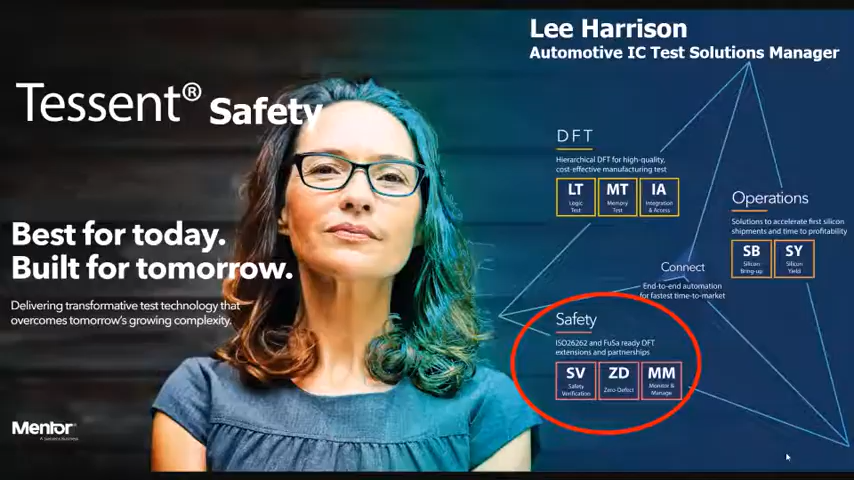 Lee Harrison
Automotive IC Test Solutions Manager
Tessent® Safety
Best for today.
Built for tomorrow.
Delivering transformative test technology that
overcomes tomorrow's growing complexity.
Mentor®
A Siemens Business
DFT
Hierarchical DFT for high-quality,
cost-effective manufacturing test
LT MT IA
Logic Test
Memory Test
Integration & Access
Operations
Solutions to accelerate first silicon
shipments and time to profitability
SB SY
Silicon Bring-up
Silicon Yield
Connect
End-to-end automation
for fastest time-to-market
Safety
ISO26262 and FuSa ready DFT
extensions and partnerships
SV ZD MM
Safety Verification
Zero Defect
Monitor & Manage